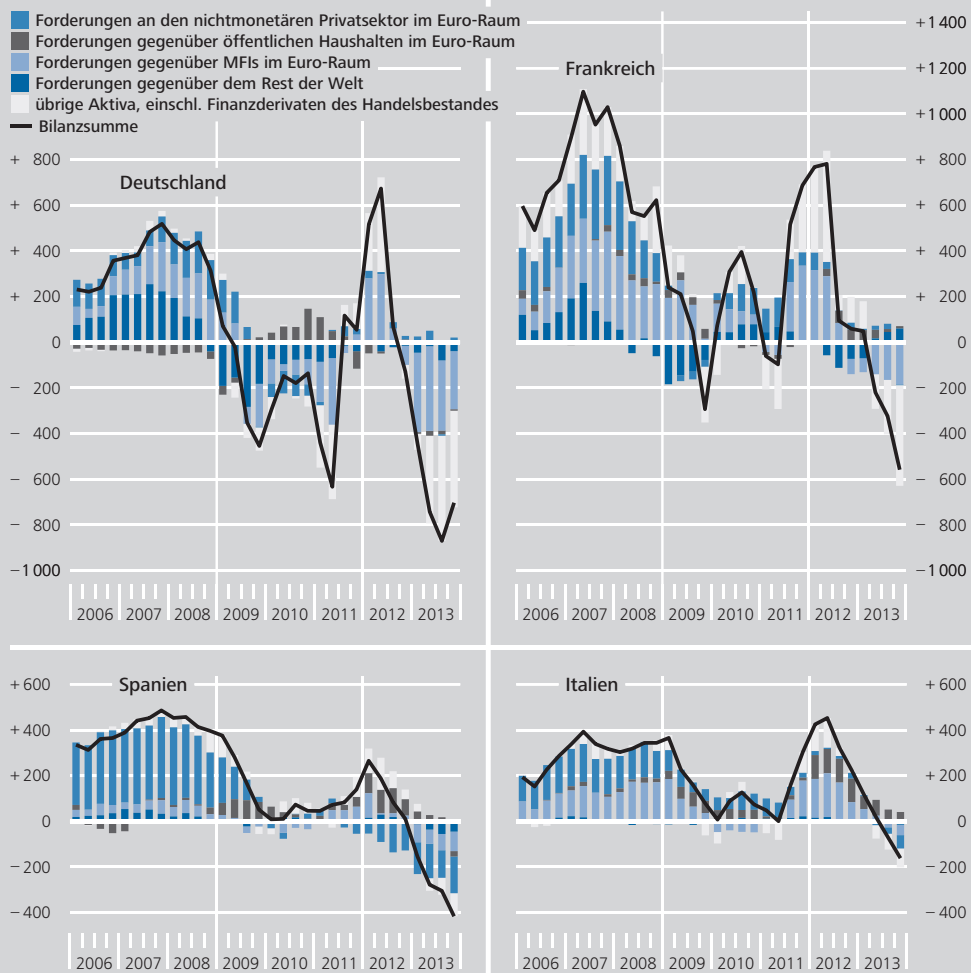 Forderungen an den nichtmonetären Privatsektor im Euro-Raum
Forderungen gegenüber öffentlichen Haushalten im Euro-Raum
Forderungen gegenüber MFIs im Euro-Raum
Forderungen gegenüber dem Rest der Welt
übrige Aktiva, einschl. Finanzderivaten des Handelsbestandes
Bilanzsumme
Deutschland
+ 800
+ 600
+ 400
+ 200
0
− 200
− 400
− 600
− 800
−1 000
2006 2007 2008 2009 2010 2011 2012 2013
Frankreich
+1 400
+1 200
+1 000
+ 800
+ 600
+ 400
+ 200
0
− 200
− 400
− 600
− 800
−1 000
2006 2007 2008 2009 2010 2011 2012 2013
Spanien
+ 600
+ 400
+ 200
0
− 200
− 400
2006 2007 2008 2009 2010 2011 2012 2013
Italien
+ 600
+ 400
+ 200
0
− 200
− 400
2006 2007 2008 2009 2010 2011 2012 2013